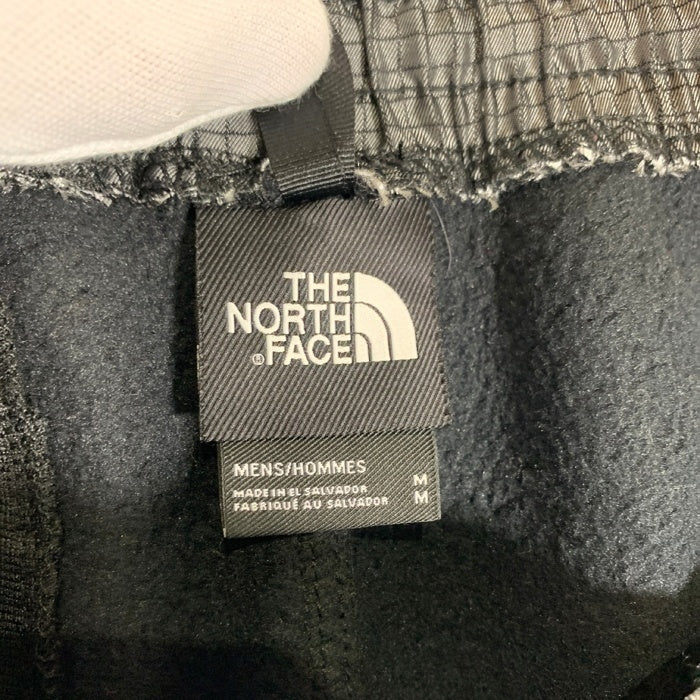 THE
NORTH
® FACE
MENS/HOMMES
MADE IN EL SALVADOR M
FABRIQUÉ AU SALVADOR M